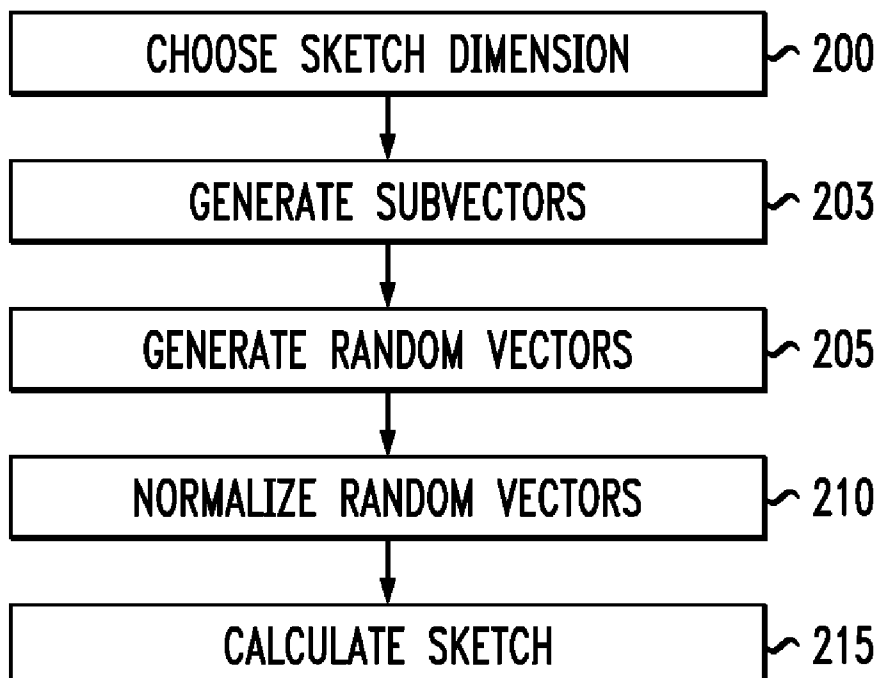 CHOOSE SKETCH DIMENSION 200
GENERATE SUBVECTORS 203
GENERATE RANDOM VECTORS 205
NORMALIZE RANDOM VECTORS 210
CALCULATE SKETCH 215